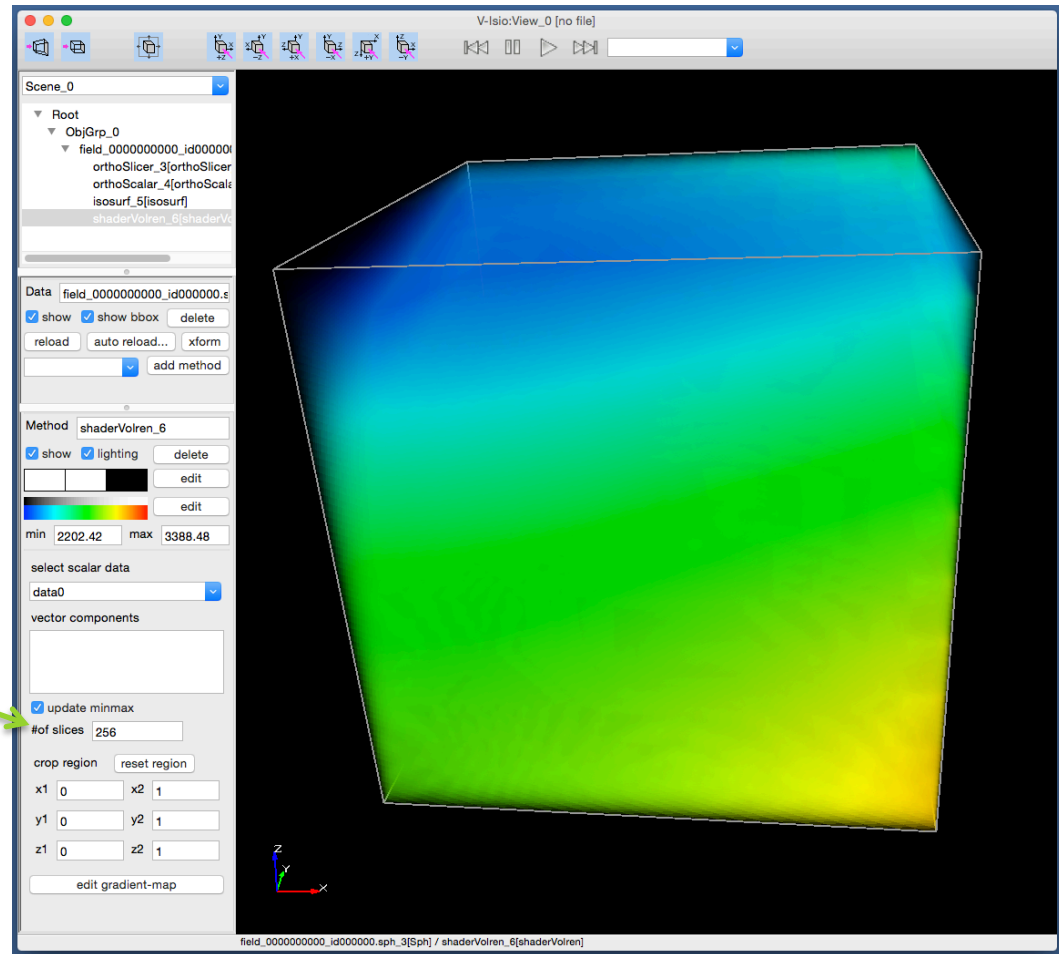 V-Isio:View_0 [no file]
Scene_0
Root
ObjGrp_0
field_0000000000_id00000
orthoSlicer_3[orthoSlicer
orthoScalar_4[orthoScala
isosurf_5[isosurf]
shaderVolren_6[shaderVo
Data field_0000000000_id000000.s
show show bbox delete
reload auto reload... xform
add method
Method shaderVolren_6
show lighting delete
edit
edit
min 2202.42 max 3388.48
select scalar data
data0
vector components
update minmax
#of slices 256
crop region reset region
x1 0 x2 1
y1 0 y2 1
z1 0 z2 1
edit gradient-map
Z
Y
X
field_0000000000_id000000.sph_3[Sph] / shaderVolren_6[shaderVolren]